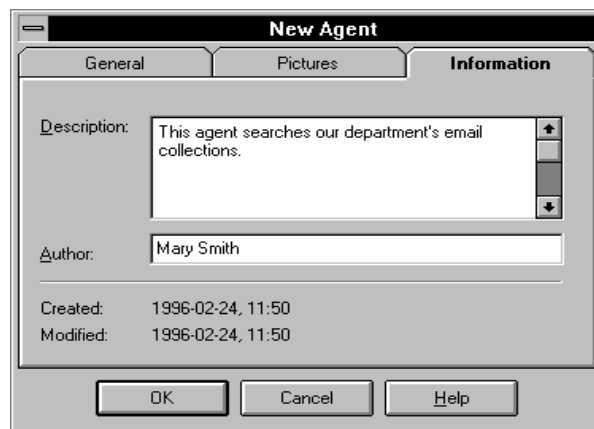 New Agent
General Pictures Information
Description: This agent searches our department's email
collections.
Author: Mary Smith
Created: 1996-02-24, 11:50
Modified: 1996-02-24, 11:50
OK Cancel Help